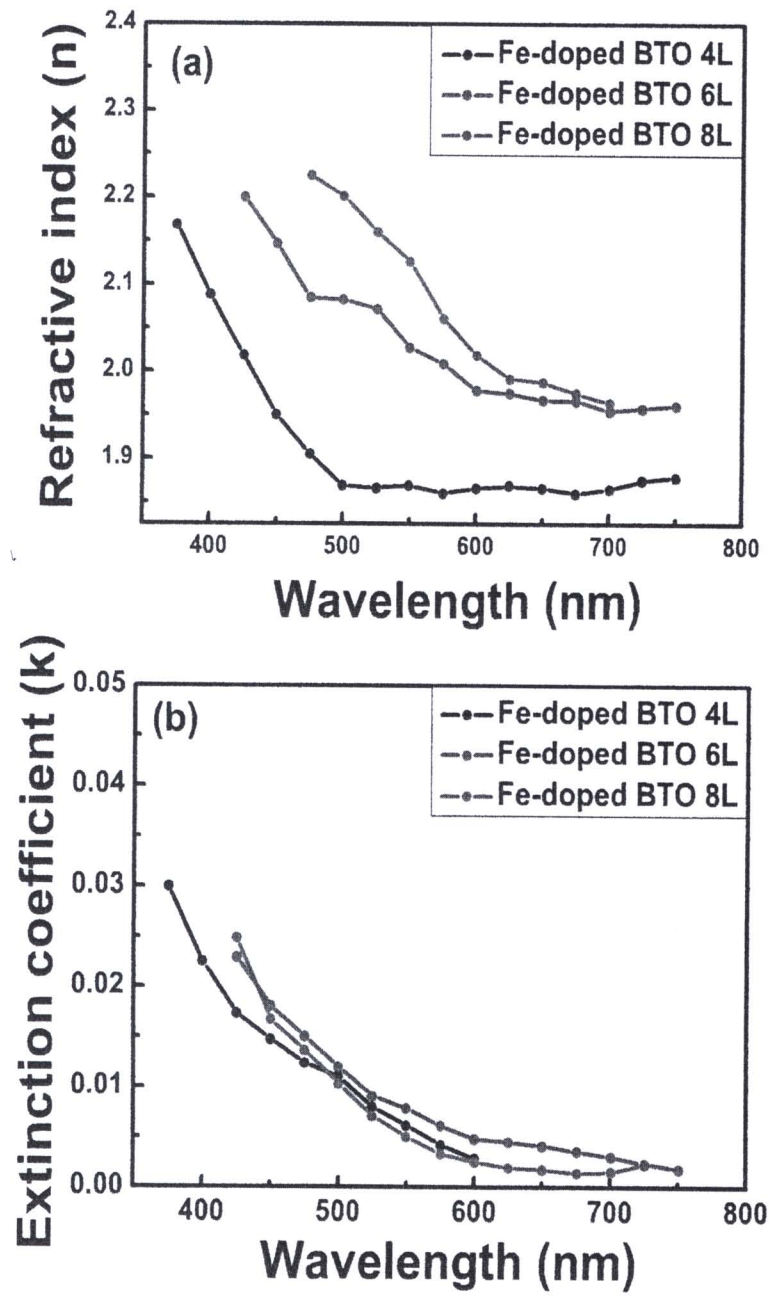 (a)
Fe-doped BTO 4L
Fe-doped BTO 6L
Fe-doped BTO 8L
Refractive index (n)
2.4
2.3
2.2
2.1
2.0
1.9
400 500 600 700 800
Wavelength (nm)
(b)
Fe-doped BTO 4L
Fe-doped BTO 6L
Fe-doped BTO 8L
Extinction coefficient (k)
0.05
0.04
0.03
0.02
0.01
0.00
400 500 600 700 800
Wavelength (nm)